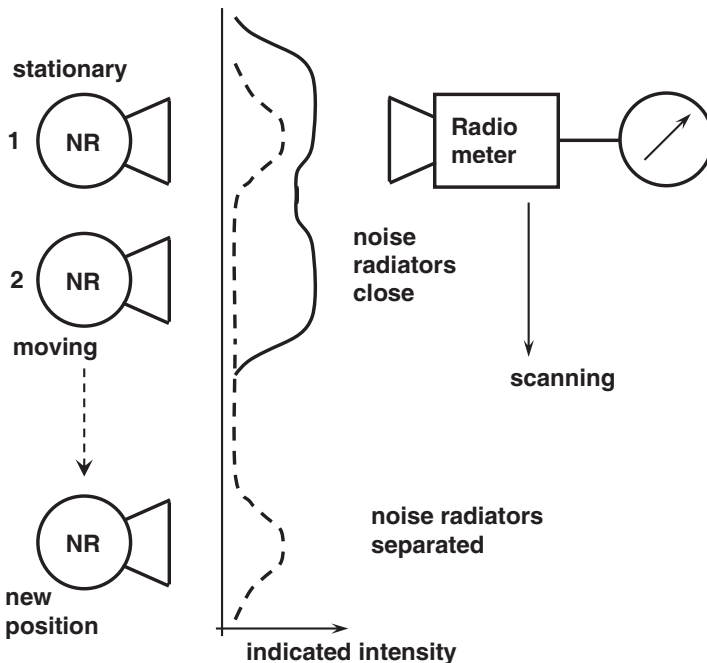 stationary
1
NR
Radio
meter
noise
radiators
close
2
NR
moving
scanning
NR
noise radiators
separated
new
position
indicated intensity